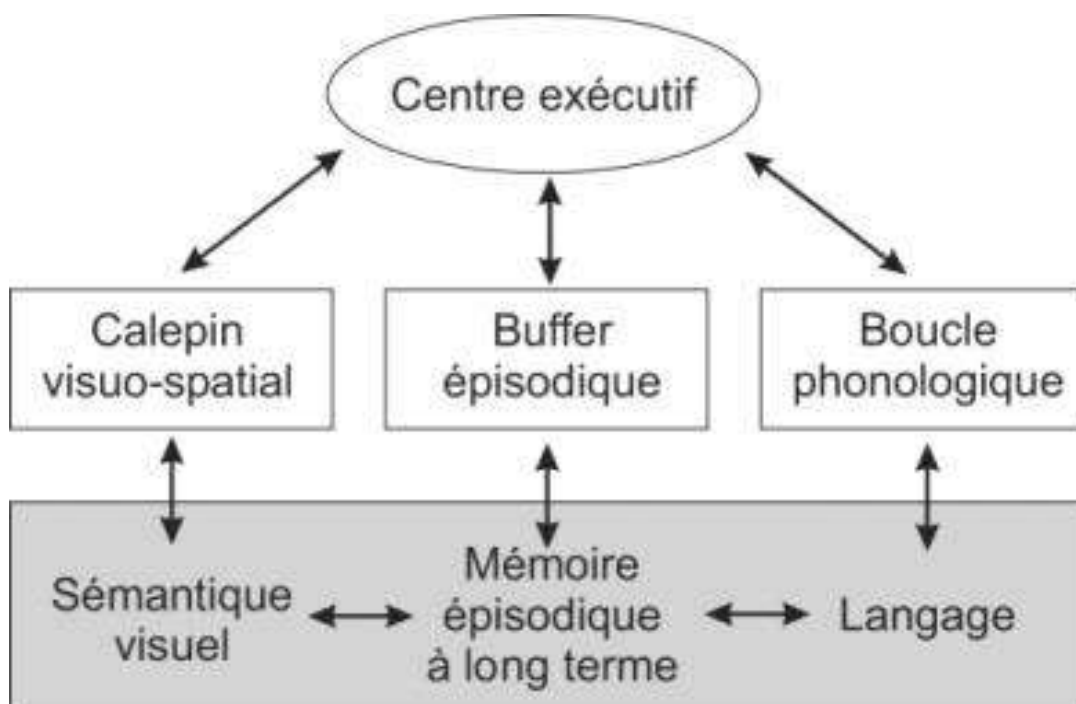 Centre exécutif
Calepin
visuo-spatial
Buffer
épisodique
Boucle
phonologique
Sémantique
visuel
Mémoire
épisodique
à long terme
Langage